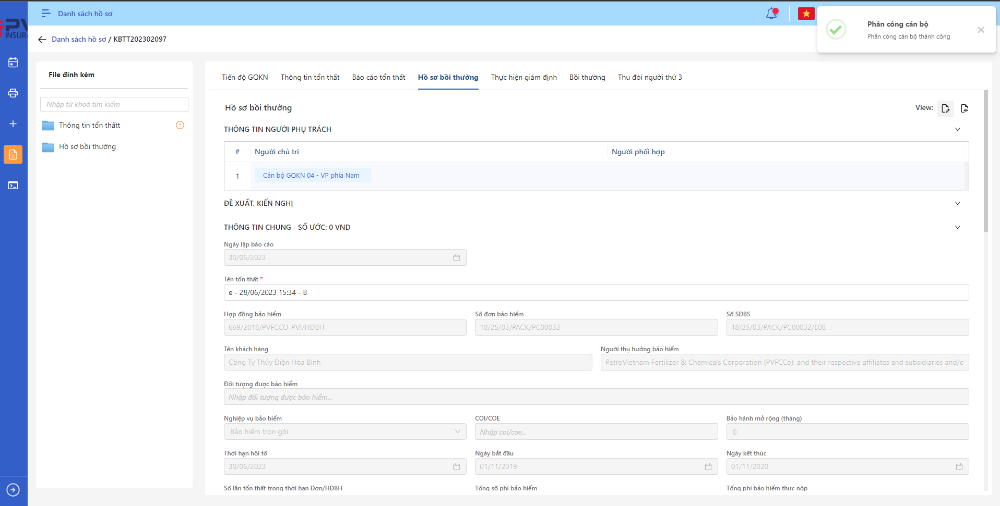 Danh sách hồ sơ
Phân công cán bộ
Phân công cán bộ thành công
INSURA
Danh sách hồ sơ / KBTT202302097
File đính kèm
Nhập từ khoá tìm kiếm
Thông tin tổn thấtt
Hồ sơ bồi thường
Tiến độ GQKN
Thông tin tổn thất
Báo cáo tổn thất
Hồ sơ bồi thường
Thực hiện giám định
Bồi thường
Thu đòi người thứ 3
Hồ sơ bồi thường
View:
THÔNG TIN NGƯỜI PHỤ TRÁCH
# Người chủ trì Người phối hợp
1 Cán bộ GQKN 04 - VP phía Nam
ĐỀ XUẤT, KIẾN NGHỊ
THÔNG TIN CHUNG - SỐ ƯỚC: 0 VND
Ngày lập báo cáo
30/06/2023
Tên tổn thất *
e - 28/06/2023 15:34 - B
Hợp đồng bảo hiểm Số đơn bảo hiểm Số SĐBS
669/2018/PVFCCO-PVI/HĐBH 18/25/03/PACK/PC00032 18/25/03/PACK/PC00032/E08
Tên khách hàng Người thụ hưởng bảo hiểm
Công Ty Thủy Điện Hòa Bình PetroVietnam Fertilizer & Chemicals Corporation (PVFCCo), and their respective affiliates and subsidiaries and/c
Đối tượng được bảo hiểm
Nhập đối tượng được bảo hiểm...
Nghiệp vụ bảo hiểm COI/COE Bảo hành mở rộng (tháng)
Bảo hiểm trọn gói Nhập coi/coe... 0
Thời hạn hồi tố Ngày bắt đầu Ngày kết thúc
30/06/2023 01/11/2019 01/11/2020
Số lần tổn thất trong thời hạn Đơn/HĐBH Tổng số phí bảo hiểm Tổng phí bảo hiểm thực nộp